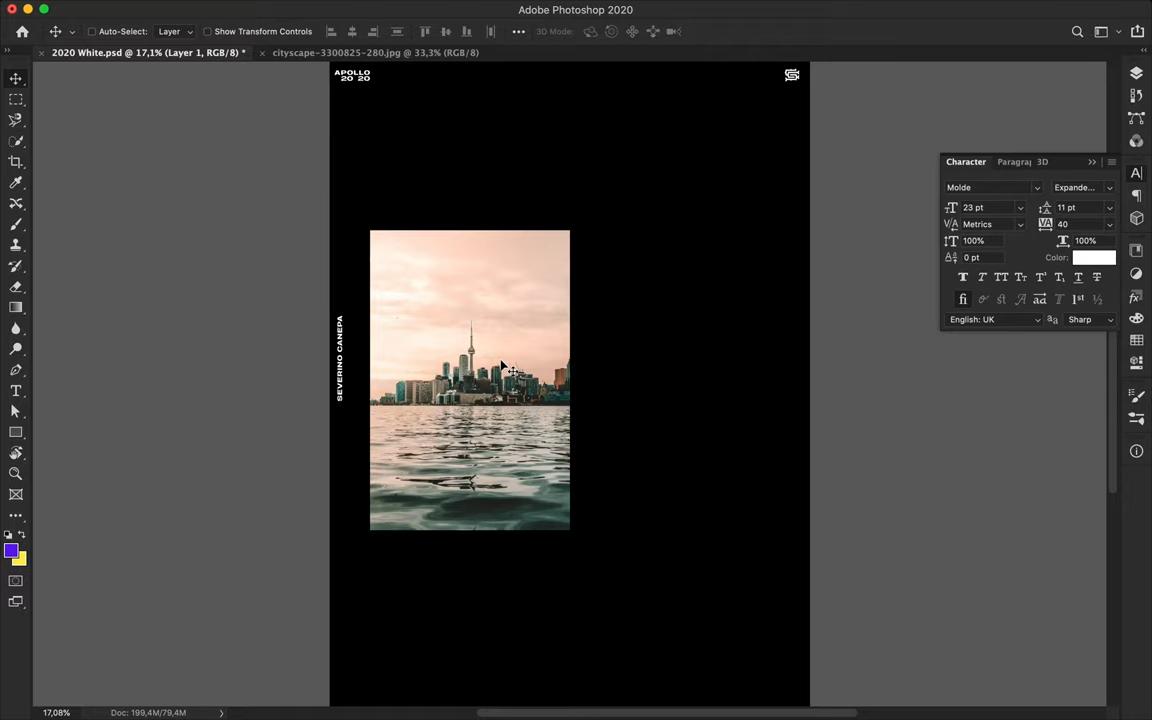 Adobe Photoshop 2020
Auto-Select:
Layer
Show Transform Controls
3D Mode:
2020 White.psd @ 17,1% (Layer 1, RGB/8) *
cityscape-3300825-280.jpg @ 33,3% (RGB/8)
APOLLO
20 20
SEVERINO CANEPA
Character
Paragra
3D
Molde
Expande...
23 pt
11 pt
Metrics
40
100%
100%
0 pt
Color:
English: UK
Sharp
17,08%
Doc: 199,4M/79,4M